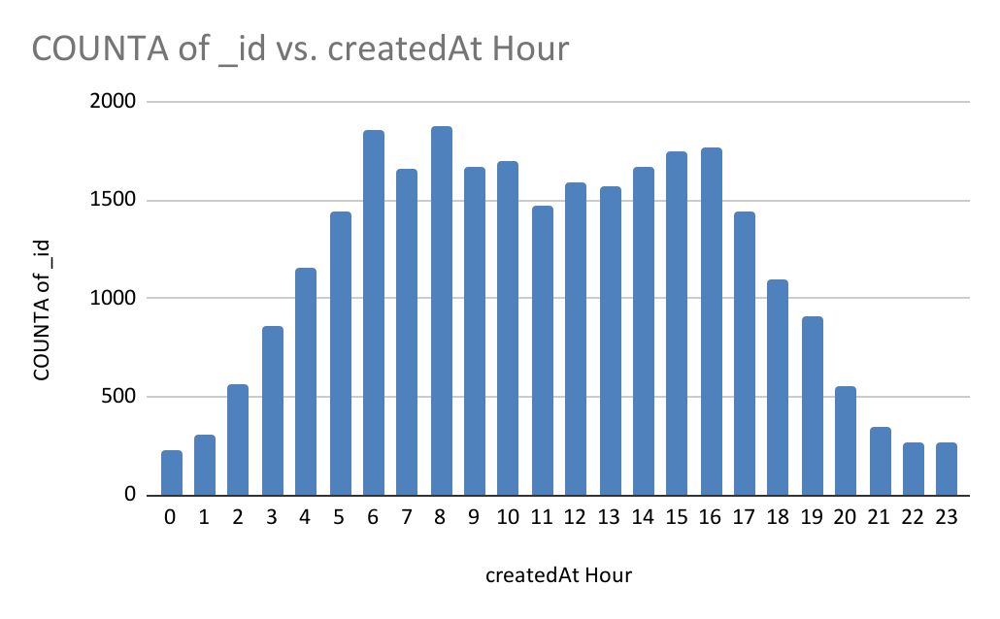 COUNTA of _id vs. createdAt Hour
2000
1500
1000
500
0
COUNTA of _id
0 1 2 3 4 5 6 7 8 9 10 11 12 13 14 15 16 17 18 19 20 21 22 23
createdAt Hour